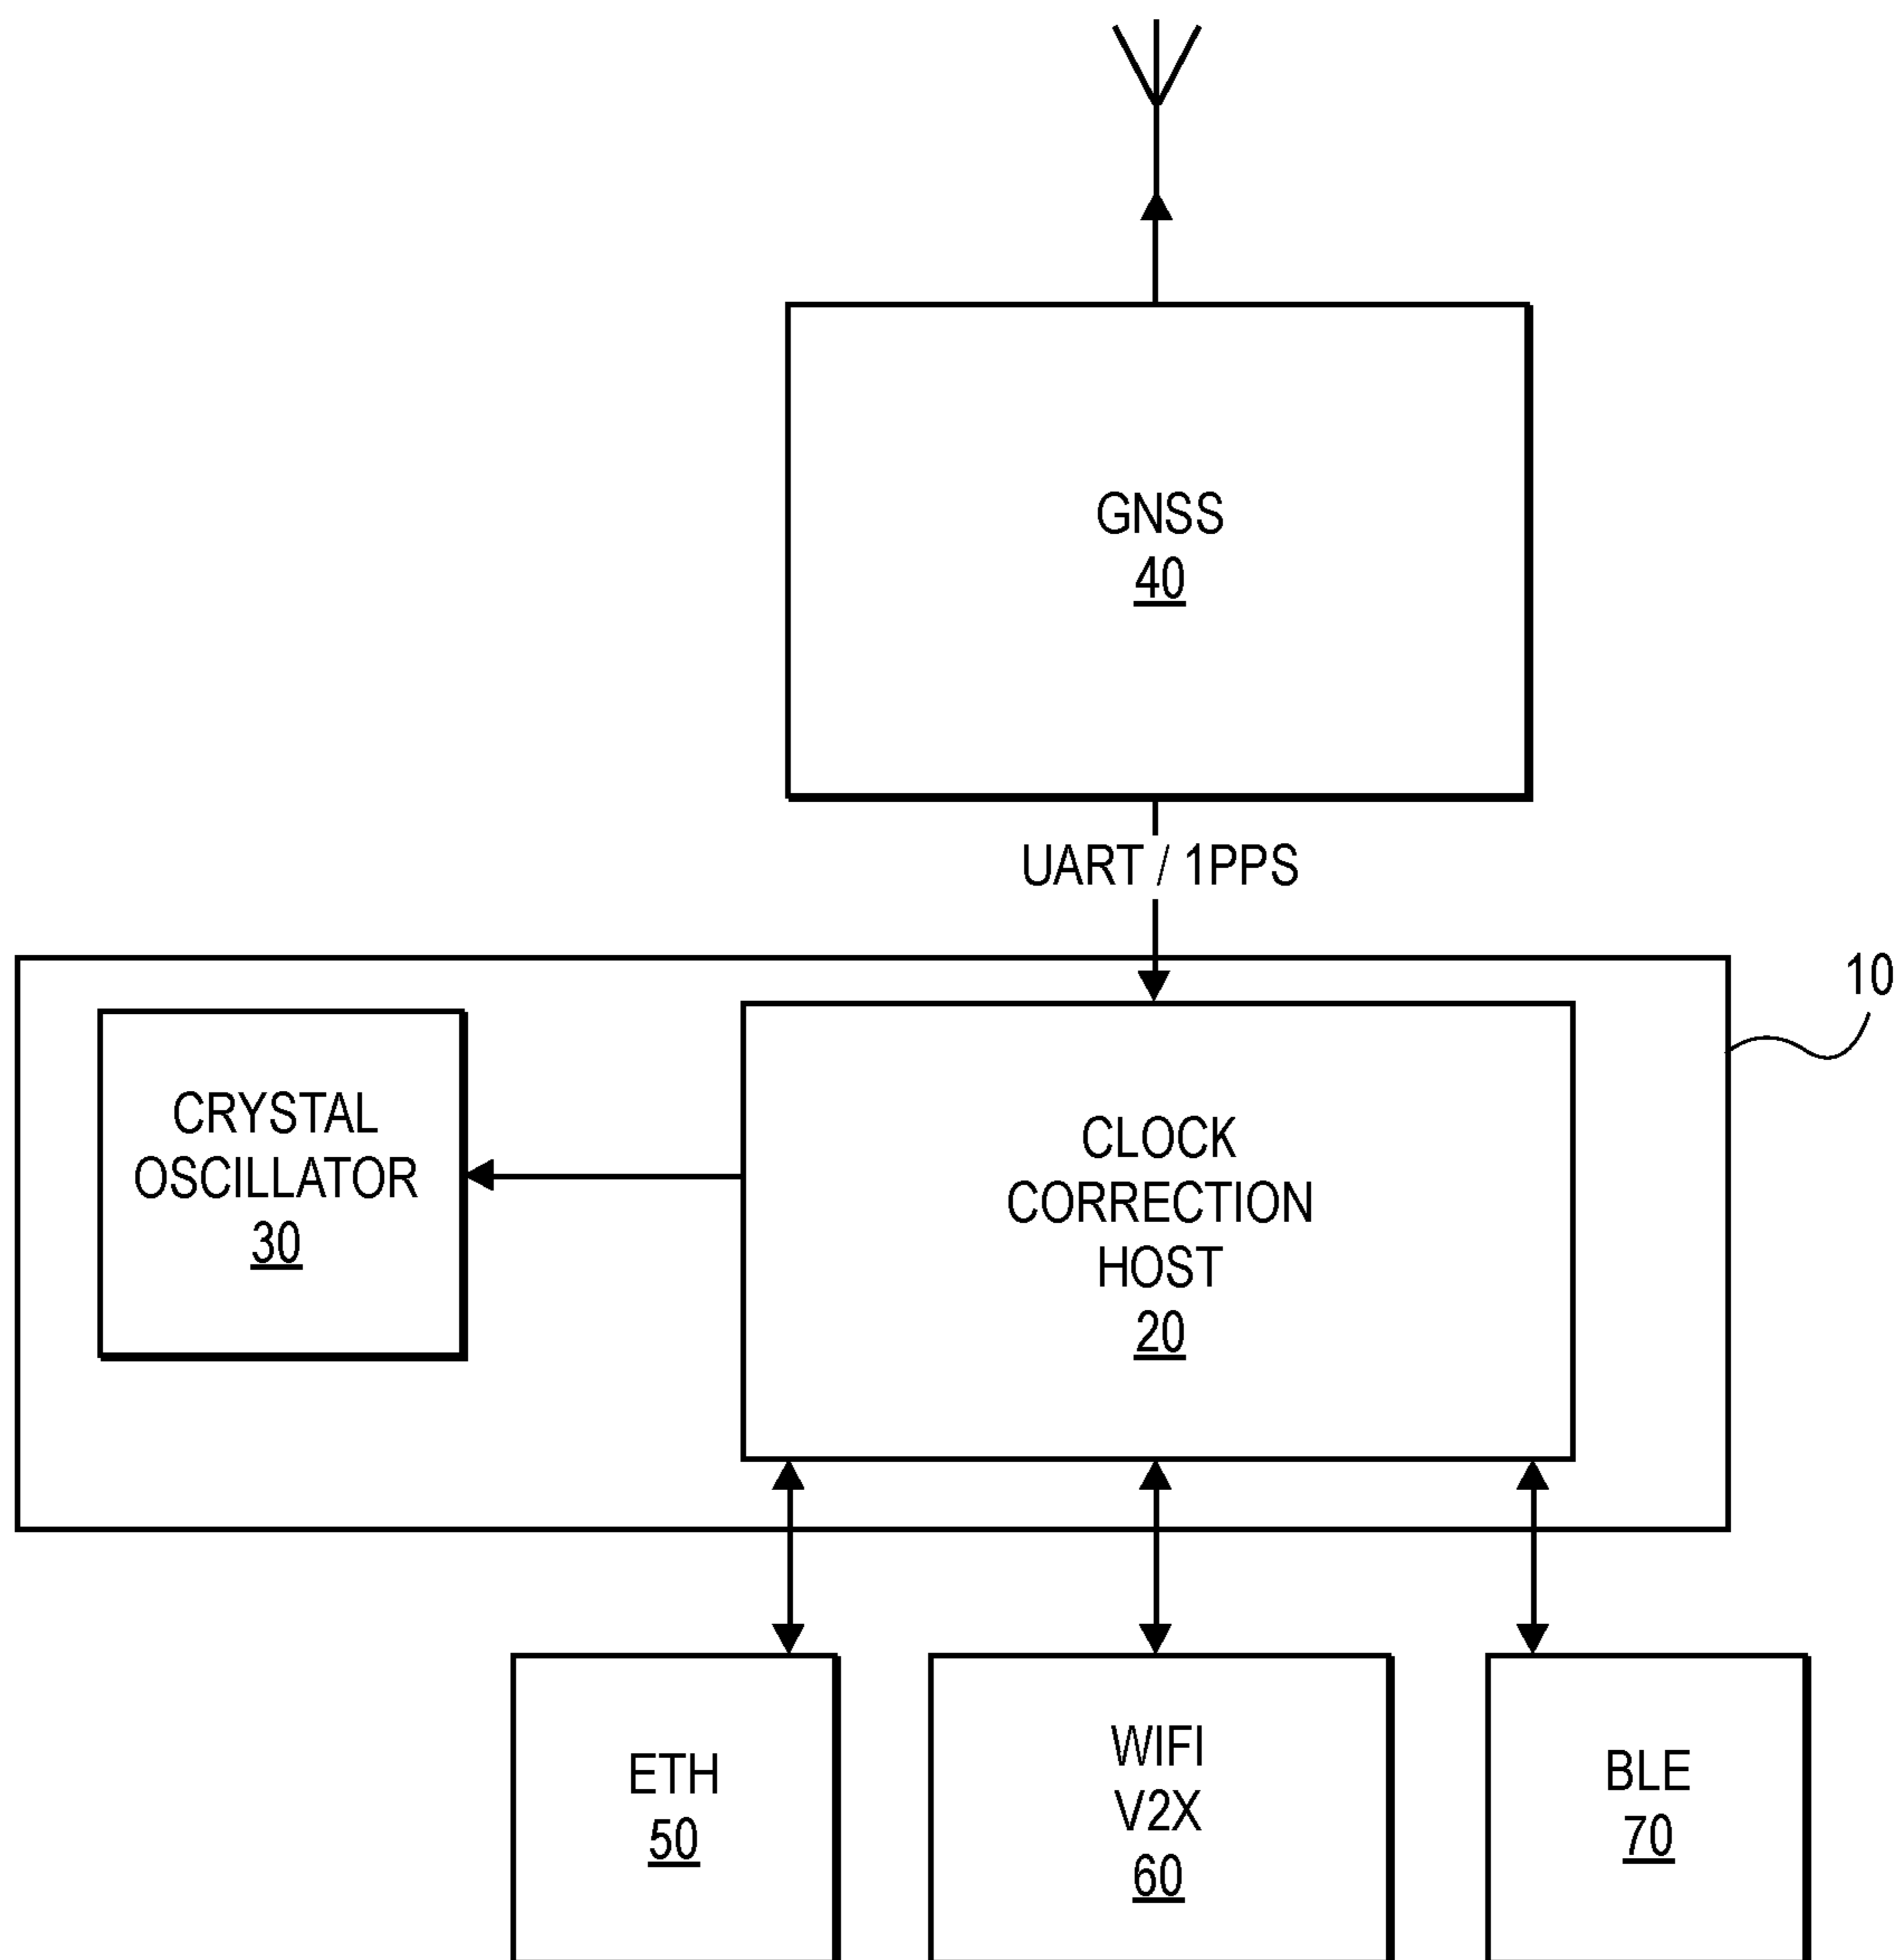 GNSS
40
UART / 1PPS
10
CRYSTAL
OSCILLATOR
30
CLOCK
CORRECTION
HOST
20
ETH
50
WIFI
V2X
60
BLE
70